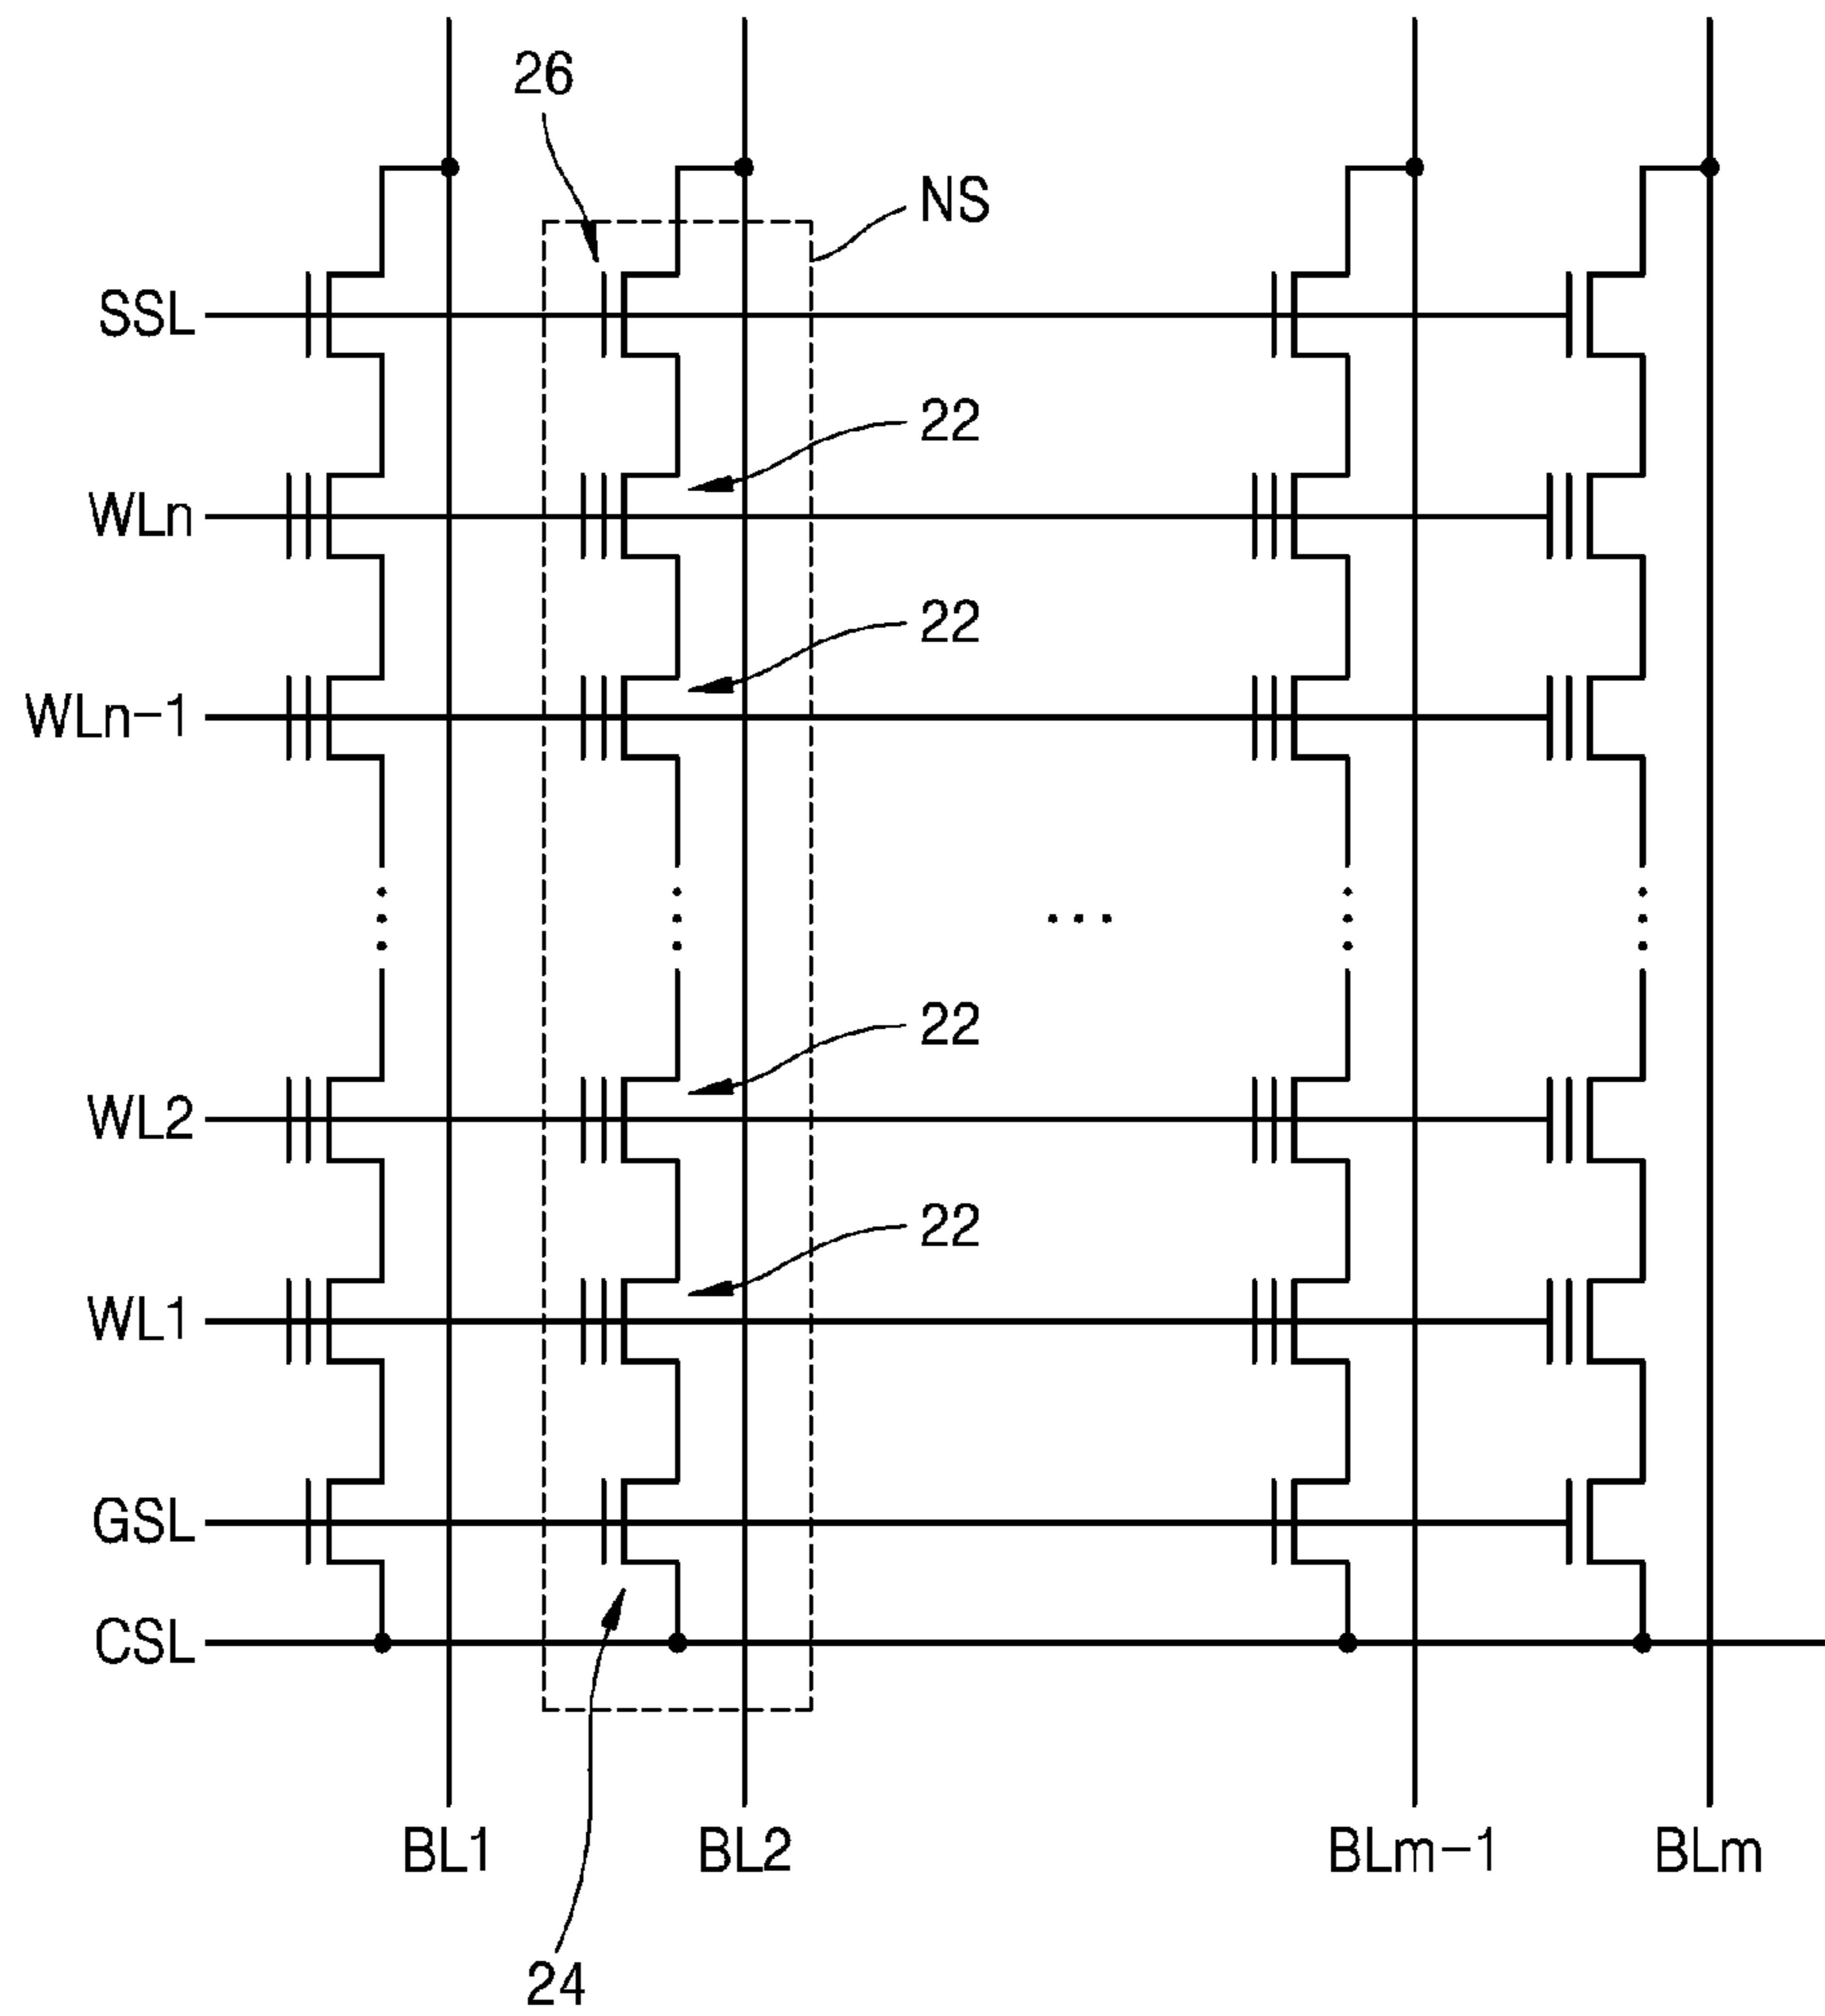 26
NS
SSL
22
WLn
22
WLn-1
22
WL2
22
WL1
GSL
CSL
BL1 BL2 BLm-1 BLm
24